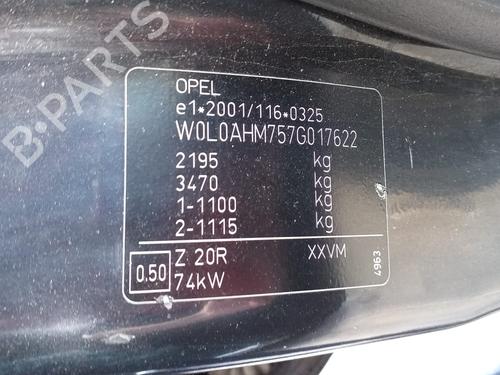 B-PARTS
OPEL
e1*2001/116*0325
W0L0AHM757G017622
2195 kg
3470 kg
1-1100 kg
2-1115 kg
0.50 Z 20R XXVM
74kW
4963